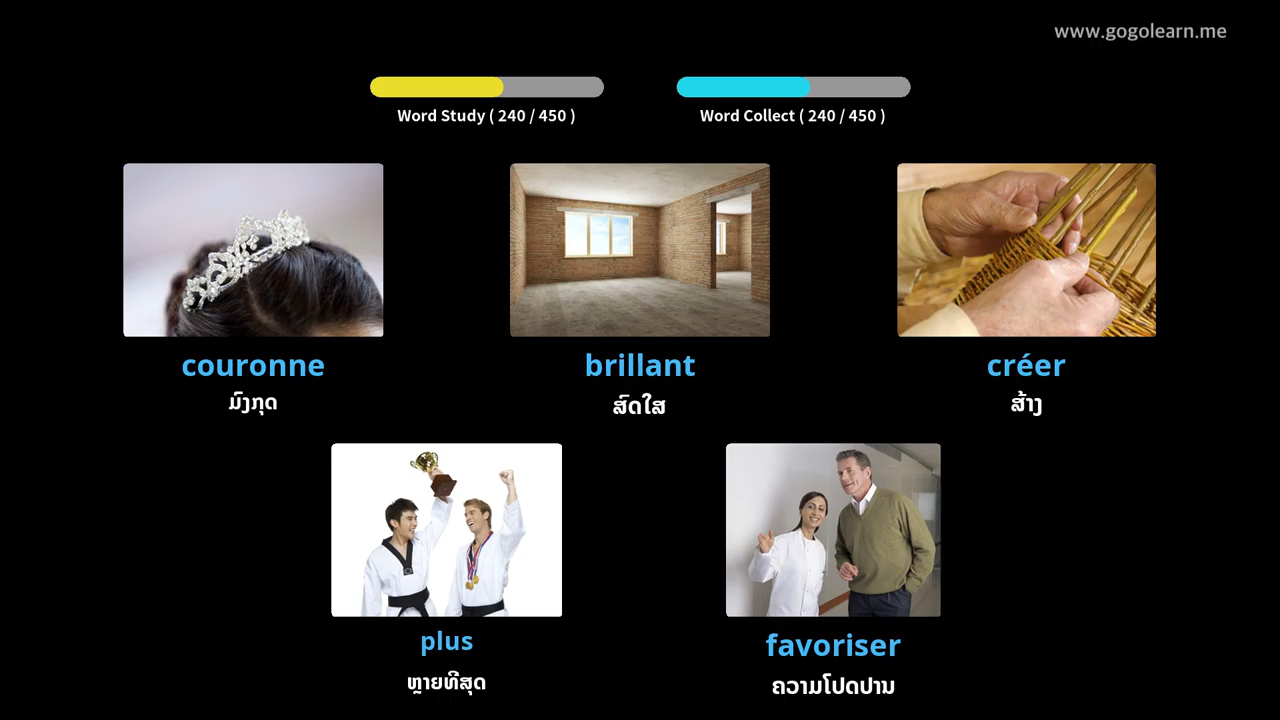 www.gogolearn.me
Word Study ( 240 / 450 )
Word Collect ( 240 / 450 )
couronne
brillant
créer
ມົງກຸດ
ສົດໃສ
ສ້າງ
plus
favoriser
ຫຼາຍທີສຸດ
ຄວາມໂປດປານ